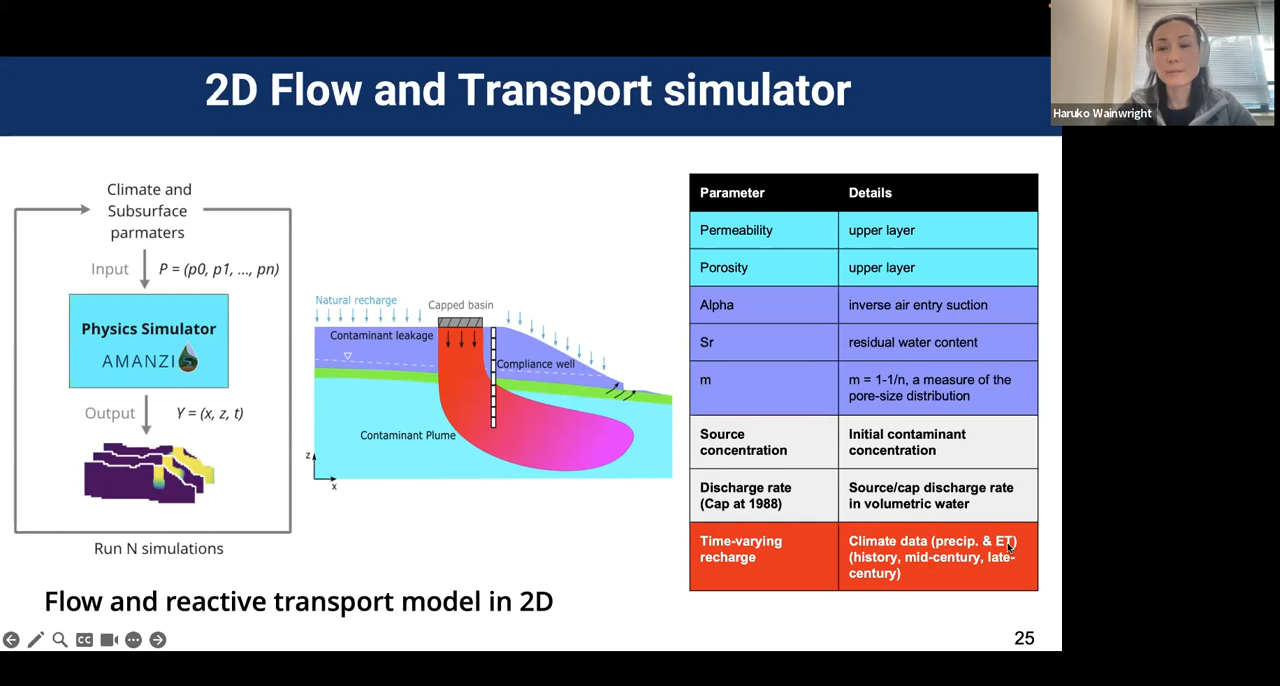 2D Flow and Transport simulator
Haruko Wainwright
Climate and
Subsurface
parmaters
Input
P = (p0, p1, ..., pn)
Physics Simulator
AMANZI
Output
Y = (x, z, t)
Run N simulations
Natural recharge
Capped basin
Contaminant leakage
Compliance well
Contaminant Plume
z
x
Parameter Details
Permeability upper layer
Porosity upper layer
Alpha inverse air entry suction
Sr residual water content
m m = 1-1/n, a measure of the
pore-size distribution
Source Initial contaminant
concentration concentration
Discharge rate Source/cap discharge rate
(Cap at 1988) in volumetric water
Time-varying Climate data (precip. & ET)
recharge (history, mid-century, late-
century)
Flow and reactive transport model in 2D
CC
25